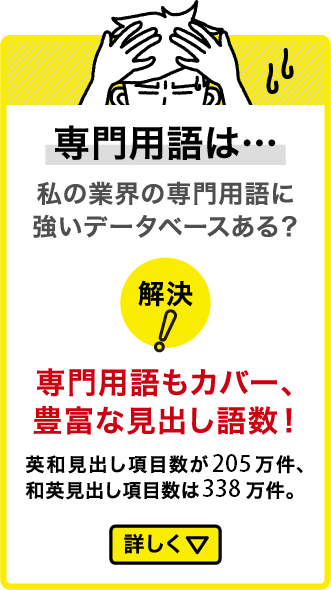 専門用語は…
私の業界の専門用語に
強いデータベースある？
解決
！
専門用語もカバー、
豊富な見出し語数！
英和見出し項目数が205万件、
和英見出し項目数は338万件。
詳しく▽